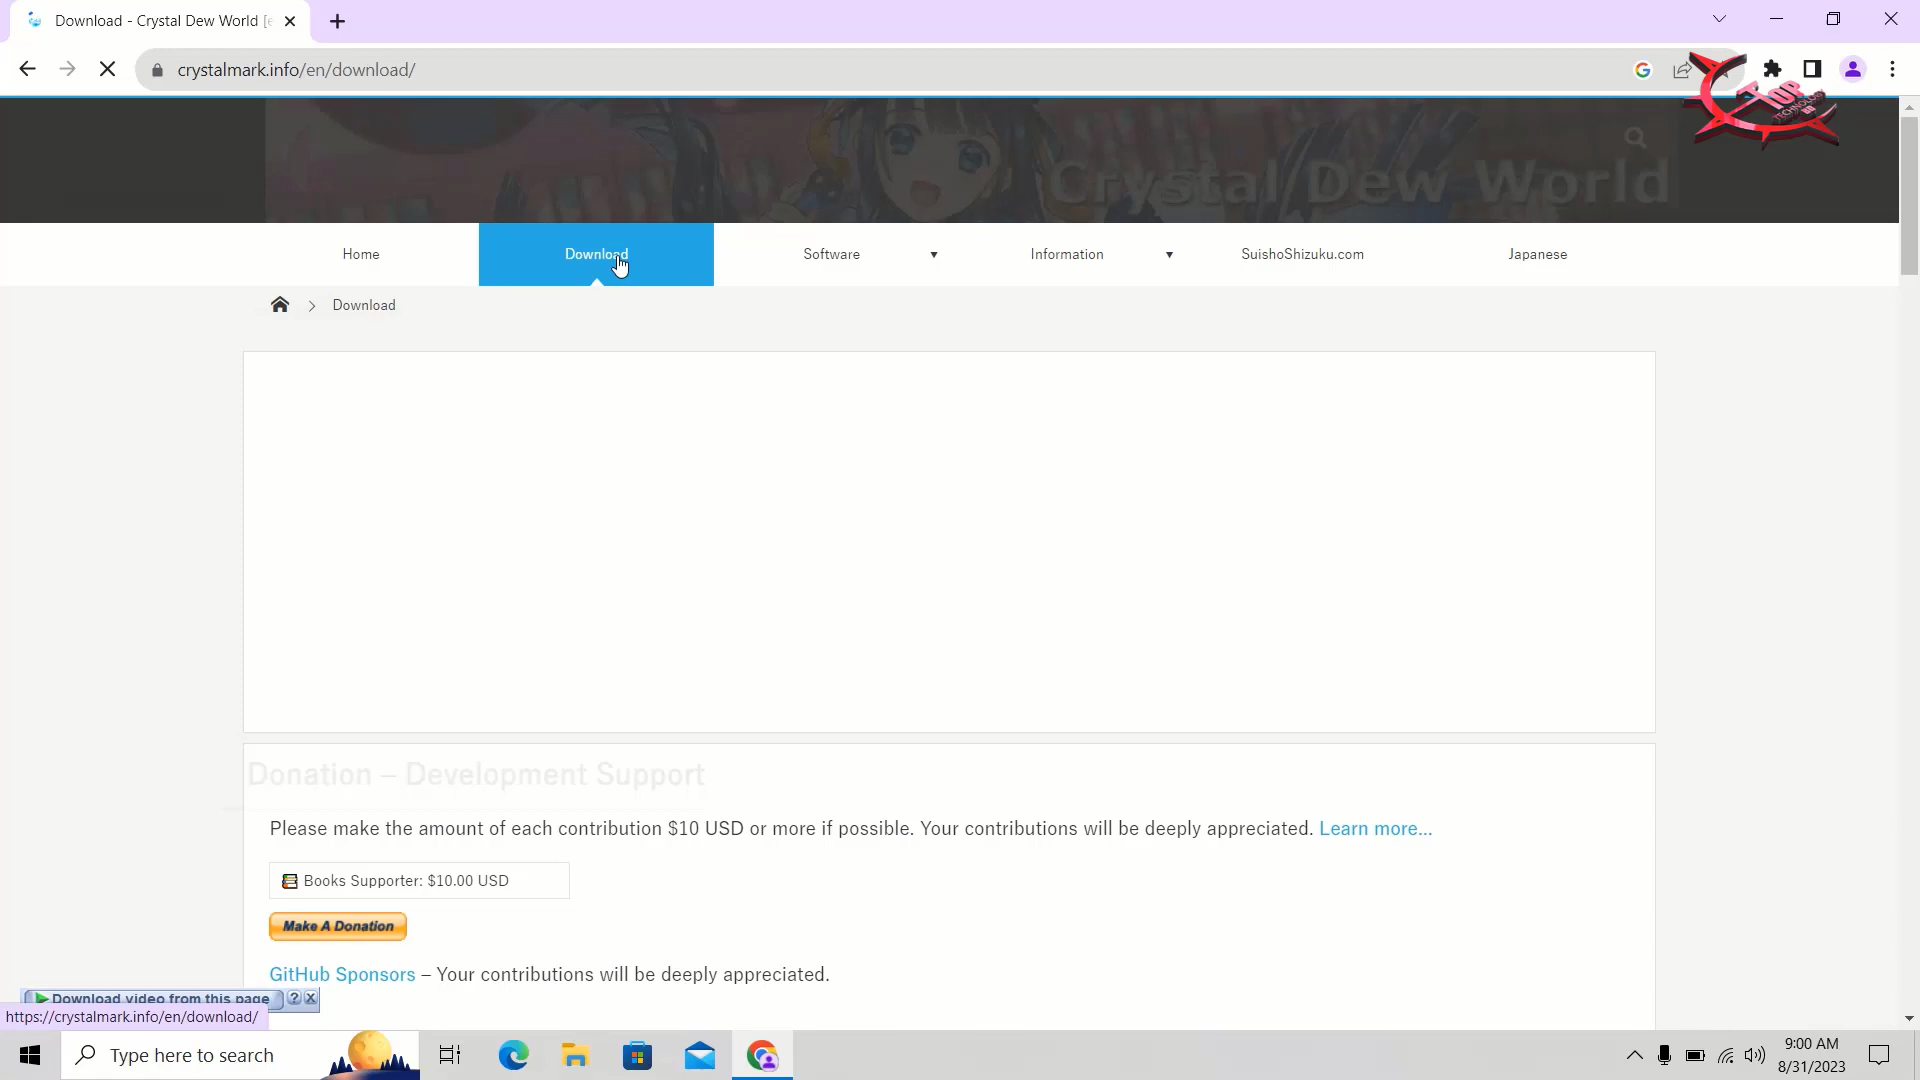 Download - Crystal Dew World [e
crystalmark.info/en/download/
TOP
TECHNOLOGY
Crystal Dew World
Home
Download
Software
Information
SuishoShizuku.com
Japanese
Download
Donation – Development Support
Please make the amount of each contribution $10 USD or more if possible. Your contributions will be deeply appreciated. Learn more...
Books Supporter: $10.00 USD
Make A Donation
GitHub Sponsors – Your contributions will be deeply appreciated.
Download video from this page
https://crystalmark.info/en/download/
Type here to search
9:00 AM
8/31/2023